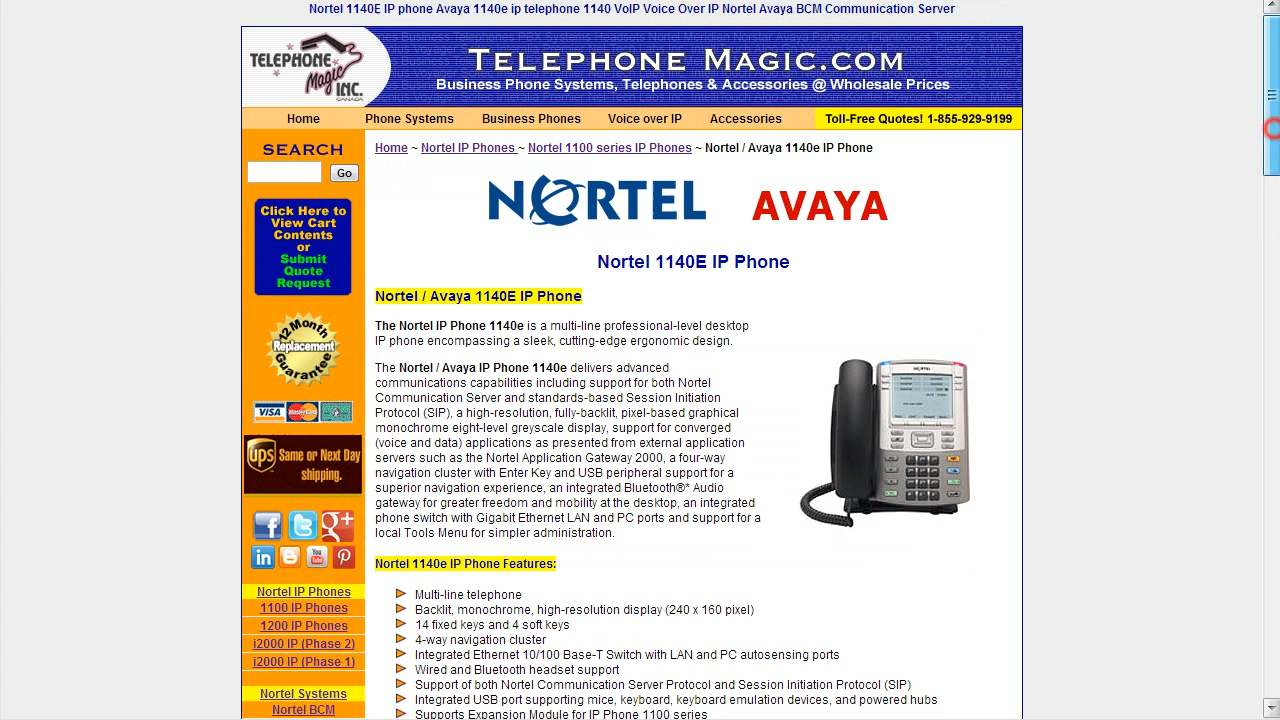 Nortel 1140E IP phone Avaya 1140e ip telephone 1140 VoIP Voice Over IP Nortel Avaya BCM Communication Server
TELEPHONE
Magic INC.
CANADA
TELEPHONE MAGIC.COM
Business Phone Systems, Telephones & Accessories @ Wholesale Prices
Home Phone Systems Business Phones Voice over IP Accessories Toll-Free Quotes! 1-855-929-9199
SEARCH
Go
Click Here to
View Cart
Contents
or
Submit
Quote
Request
12 Month
Replacement
Guarantee
VISA MasterCard
ups Same or Next Day
shipping.
Nortel IP Phones
1100 IP Phones
1200 IP Phones
i2000 IP (Phase 2)
i2000 IP (Phase 1)
Nortel Systems
Nortel BCM
Home ~ Nortel IP Phones ~ Nortel 1100 series IP Phones ~ Nortel / Avaya 1140e IP Phone
NORTEL AVAYA
Nortel 1140E IP Phone
Nortel / Avaya 1140E IP Phone
The Nortel IP Phone 1140e is a multi-line professional-level desktop
IP phone encompassing a sleek, cutting-edge ergonomic design.
The Nortel / Avaya IP Phone 1140e delivers advanced
communications capabilities including support for both Nortel
Communication Server and standards-based Session Initiation
Protocol (SIP), a high-resolution, fully-backlit, pixel-based graphical
monochrome eight-level greyscale display, support for converged
(voice and data) applications as presented from external application
servers such as the Nortel Application Gateway 2000, a four-way
navigation cluster with Enter Key and USB peripheral support for a
superior navigation experience, an integrated Bluetooth®* Audio
gateway for greater freedom and mobility at the desktop, an integrated
phone switch with Gigabit Ethernet LAN and PC ports and support for a
local Tools Menu for simpler administration.
NORTEL
Nortel 1140e IP Phone Features:
Multi-line telephone
Backlit, monochrome, high-resolution display (240 x 160 pixel)
14 fixed keys and 4 soft keys
4-way navigation cluster
Integrated Ethernet 10/100 Base-T Switch with LAN and PC autosensing ports
Wired and Bluetooth headset support
Support of both Nortel Communication Server Protocol and Session Initiation Protocol (SIP)
Integrated USB port supporting mice, keyboard, keyboard emulation devices, and powered hubs
Supports Expansion Module for IP Phone 1100 series